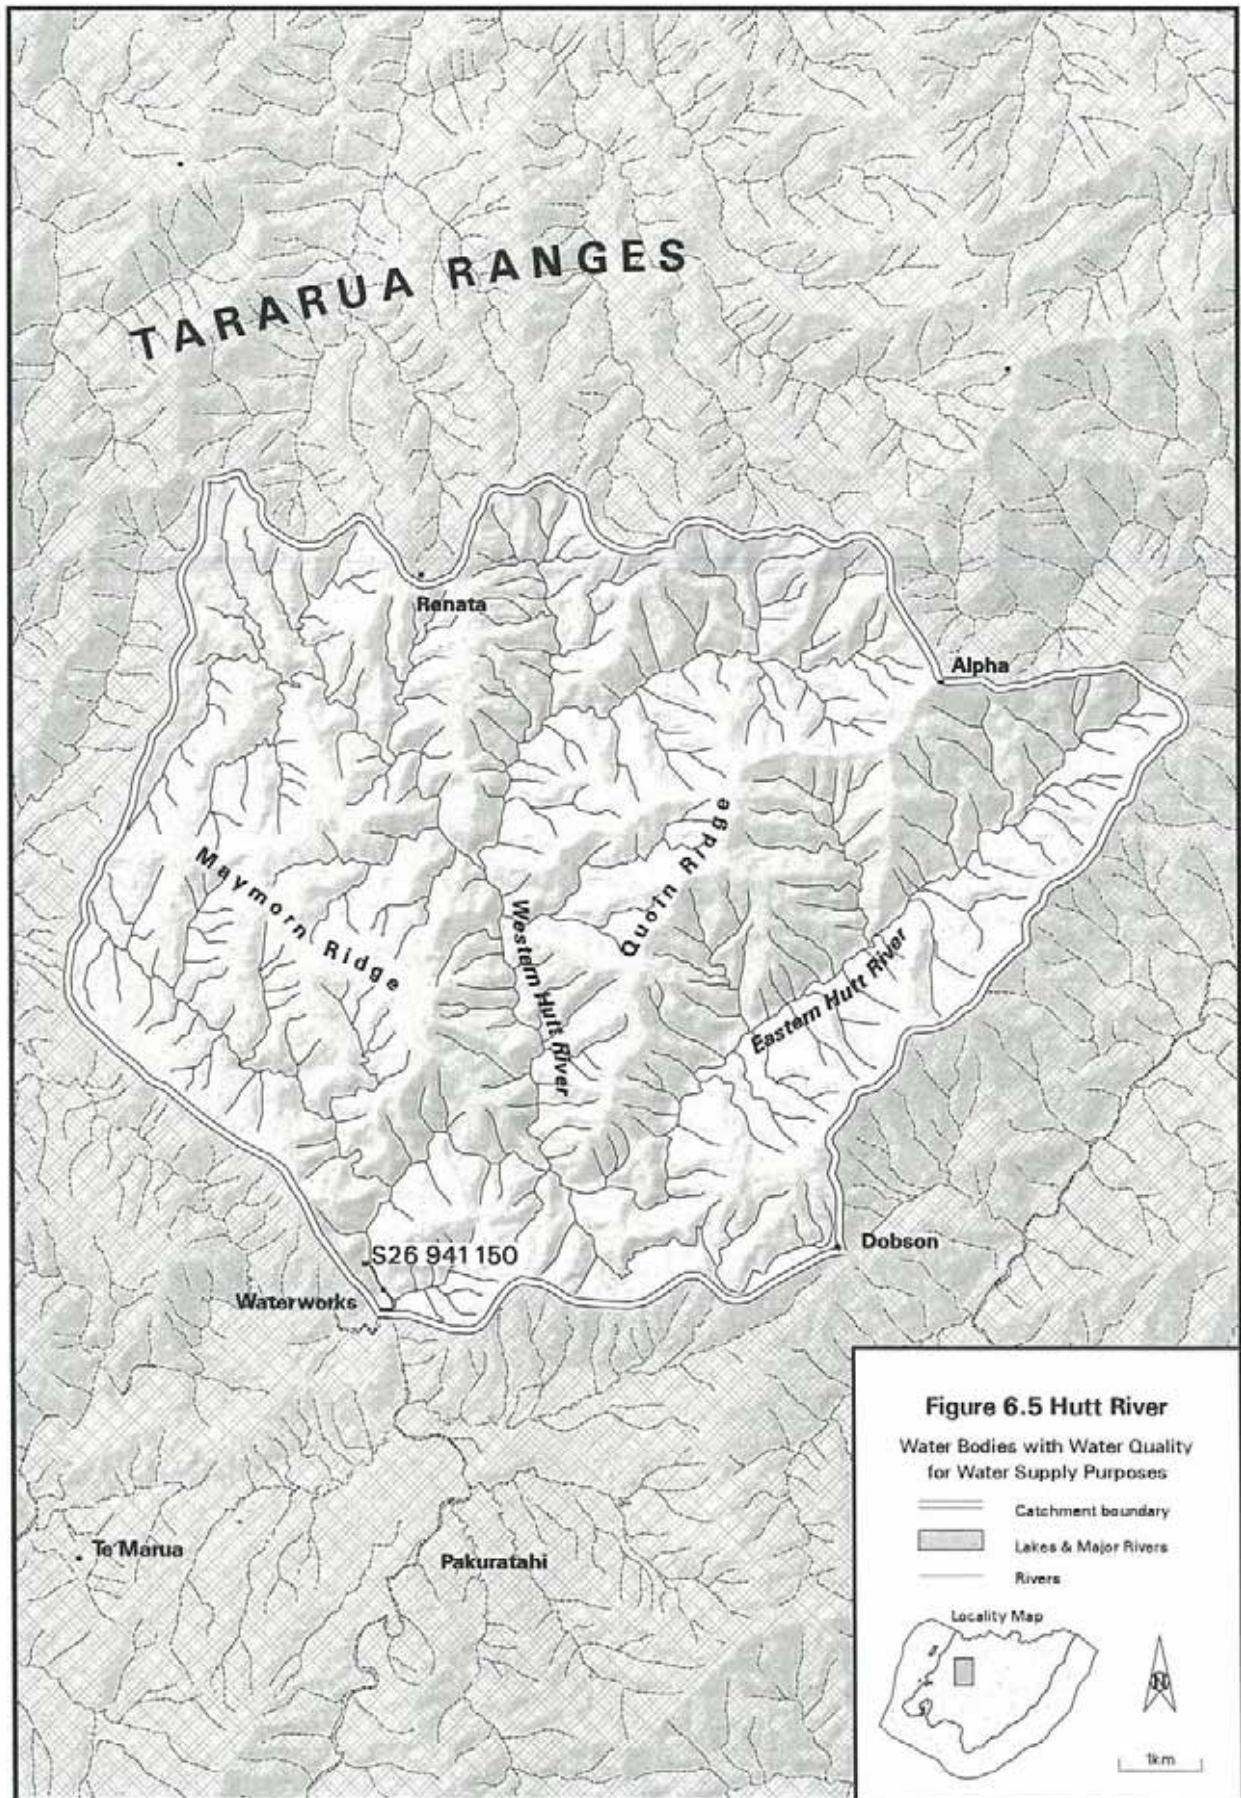 TARARUA RANGES
Renata
Alpha
Maymorn Ridge
Quoin Ridge
Western Hutt River
Eastern Hutt River
Dobson
S26 941 150
Waterworks
Te Marua
Pakuratahi
Figure 6.5 Hutt River
Water Bodies with Water Quality
for Water Supply Purposes
Catchment boundary
Lakes & Major Rivers
Rivers
Locality Map
N
1km